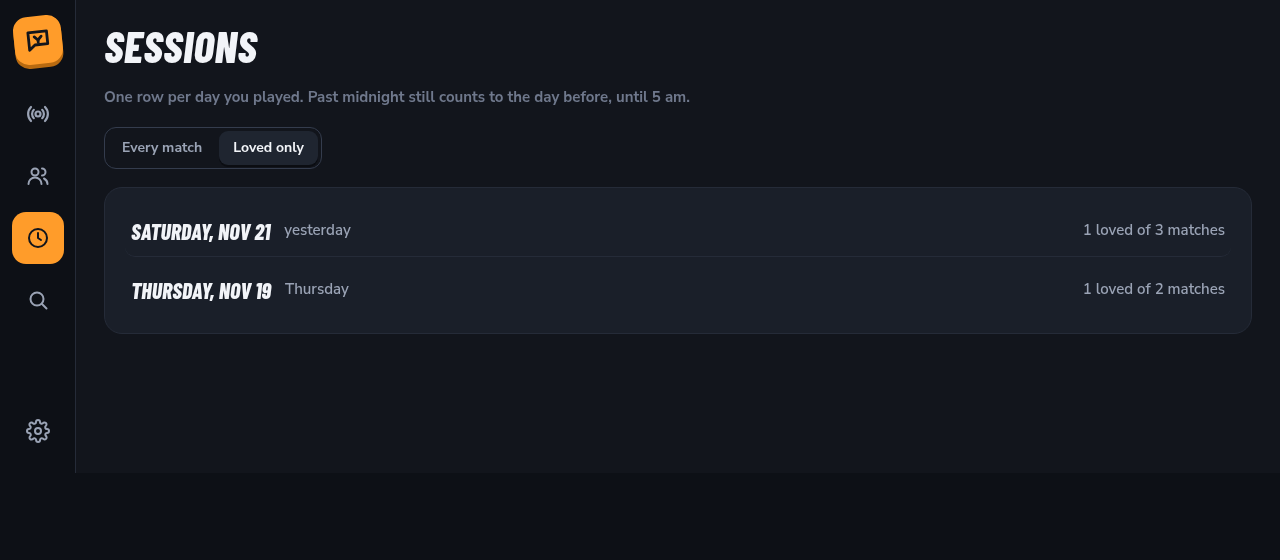 SESSIONS
One row per day you played. Past midnight still counts to the day before, until 5 am.
Every match Loved only
SATURDAY, NOV 21 yesterday 1 loved of 3 matches
THURSDAY, NOV 19 Thursday 1 loved of 2 matches